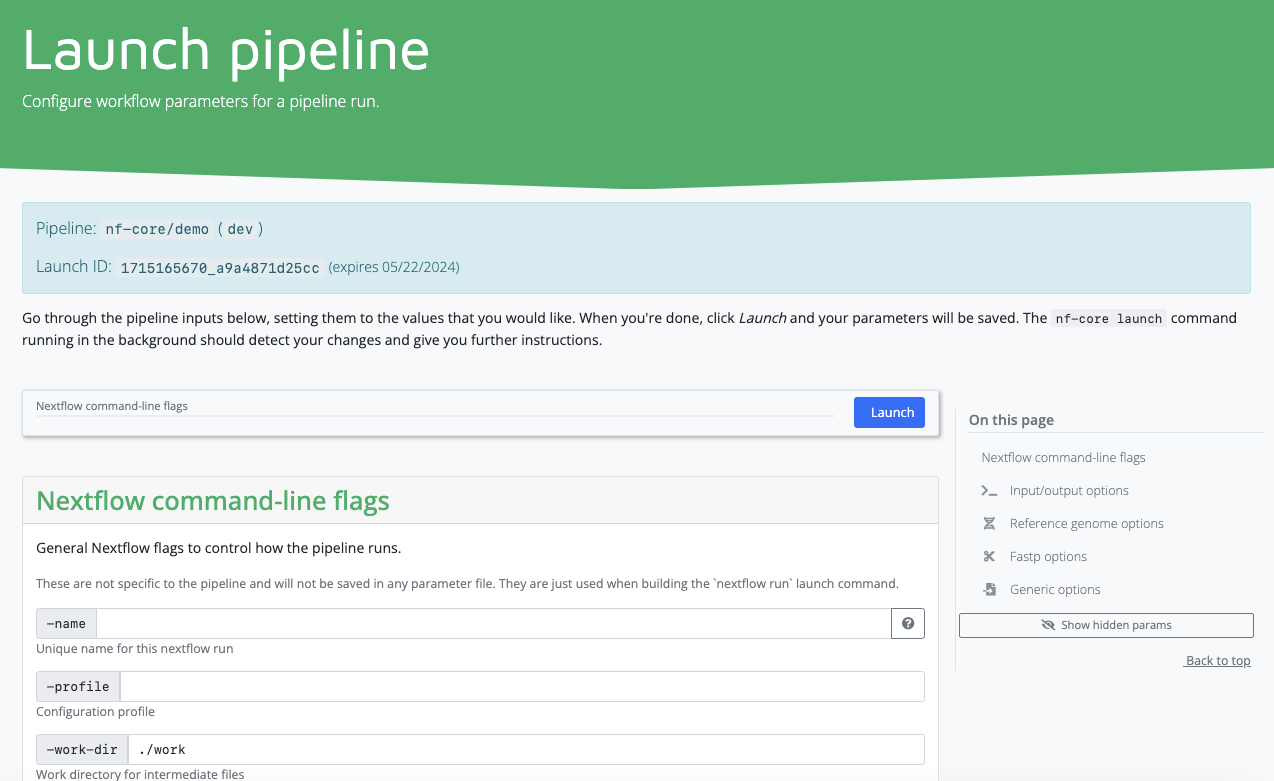 Launch pipeline
Configure workflow parameters for a pipeline run.
Pipeline: nf-core/demo (dev)
Launch ID: 1715165670_a9a4871d25cc (expires 05/22/2024)
Go through the pipeline inputs below, setting them to the values that you would like. When you're done, click Launch and your parameters will be saved. The nf-core launch command
running in the background should detect your changes and give you further instructions.
Nextflow command-line flags
Launch
Nextflow command-line flags
General Nextflow flags to control how the pipeline runs.
These are not specific to the pipeline and will not be saved in any parameter file. They are just used when building the `nextflow run` launch command.
-name
Unique name for this nextflow run
-profile
Configuration profile
-work-dir ./work
Work directory for intermediate files
On this page
Nextflow command-line flags
Input/output options
Reference genome options
Fastp options
Generic options
Show hidden params
Back to top